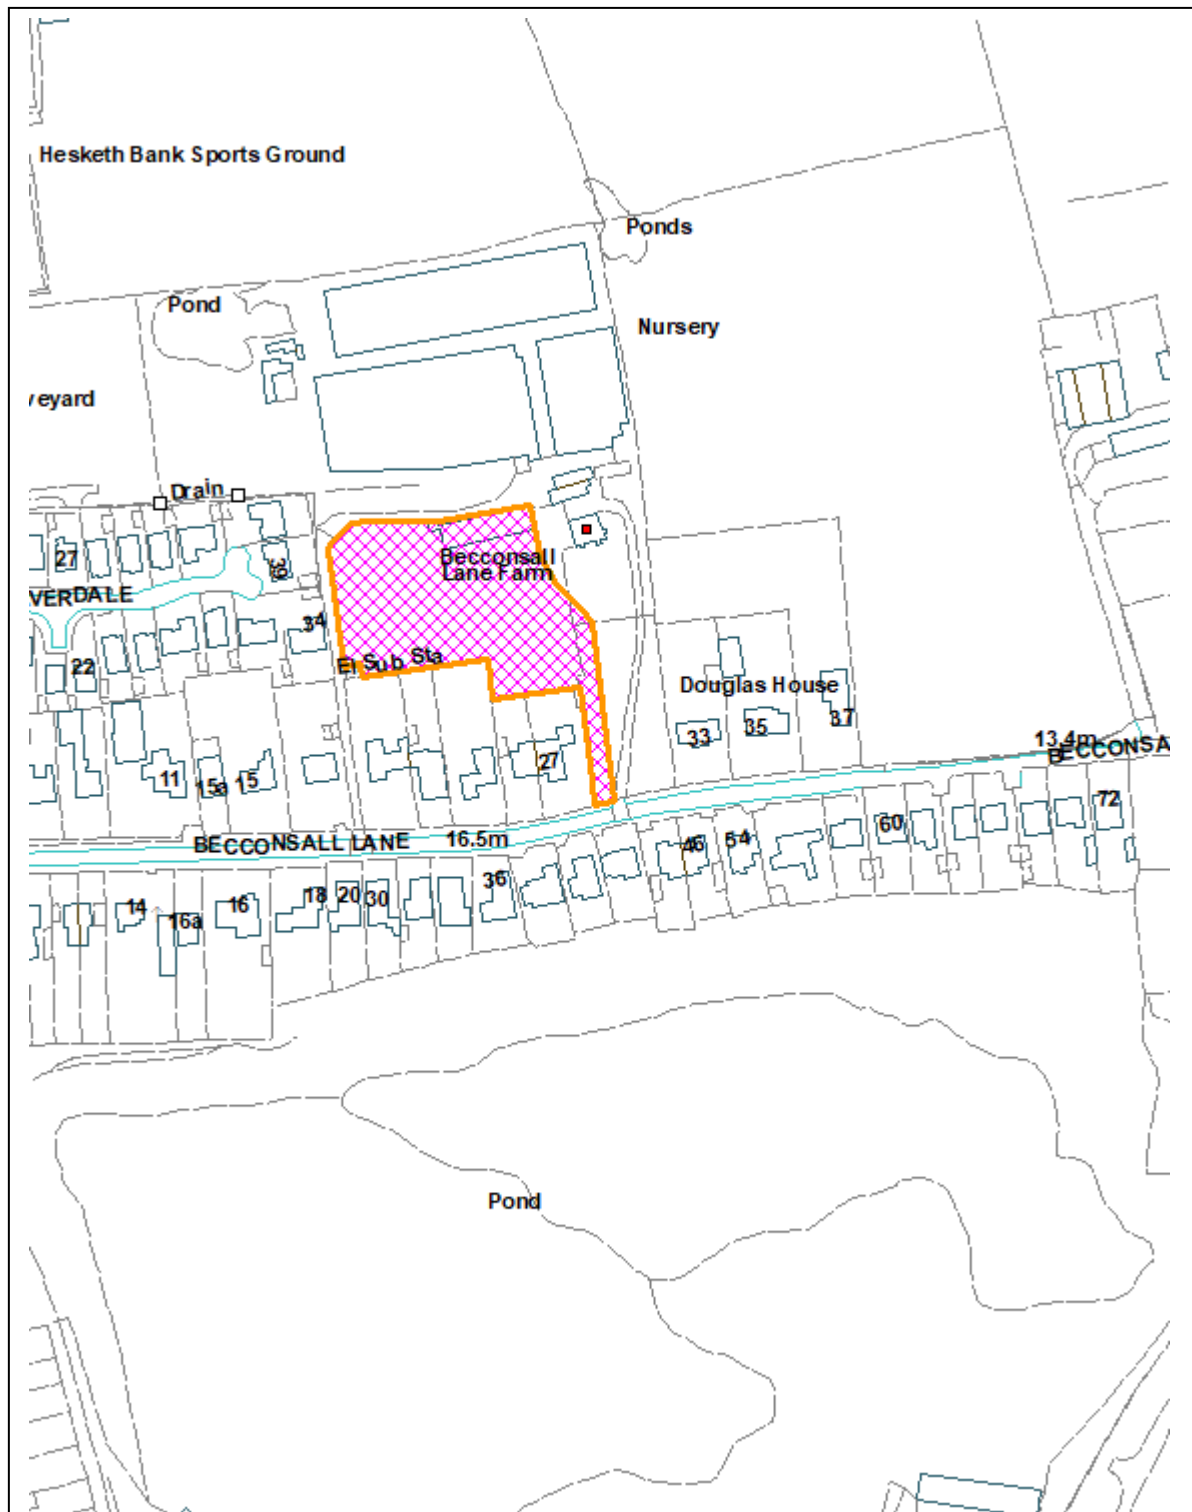 Hesketh Bank Sports Ground
Ponds
Pond
Nursery
veyard
Drain
27
39
Becconsall
Lane Farm
VERDALE
34
El Sub Sta
22
Douglas House
33
35
37
13.4m
BECCONSA
27
11
15a
15
72
BECCONSALL LANE
16.5m
46
54
60
36
14
16a
16
18
20
30
Pond